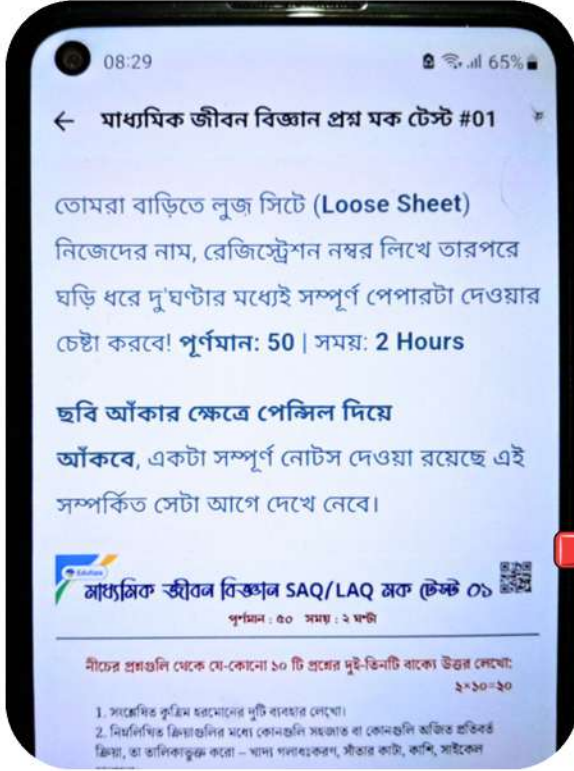 08:29 65%
← মাধ্যমিক জীবন বিজ্ঞান প্রশ্ন মক টেস্ট #01
তোমরা বাড়িতে লুজ সিটে (Loose Sheet)
নিজেদের নাম, রেজিস্ট্রেশন নম্বর লিখে তারপরে
ঘড়ি ধরে দু'ঘণ্টার মধ্যেই সম্পূর্ণ পেপারটা দেওয়ার
চেষ্টা করবে! পূর্ণমান: 50 | সময়: 2 Hours
ছবি আঁকার ক্ষেত্রে পেন্সিল দিয়ে
আঁকবে, একটা সম্পূর্ণ নোটস দেওয়া রয়েছে এই
সম্পর্কিত সেটা আগে দেখে নেবে।
মাধ্যমিক জীবন বিজ্ঞান SAQ/LAQ মক টেস্ট ০১
পূর্ণমান : ৫০ সময় : ২ ঘণ্টা
নীচের প্রশ্নগুলি থেকে যে-কোনো ১০ টি প্রশ্নের দুই-তিনটি বাক্যে উত্তর লেখো:
২×১০=২০
1. সংশ্লেষিত কৃত্রিম হরমোনের দুটি ব্যবহার লেখো।
2. নিম্নলিখিত ক্রিয়াগুলির মধ্যে কোনগুলি সহজাত বা কোনগুলি অর্জিত প্রতিবর্ত
ক্রিয়া, তা তালিকাভুক্ত করো – খাদ্য গলাধঃকরণ, সাঁতার কাটা, কাশি, সাইকেল